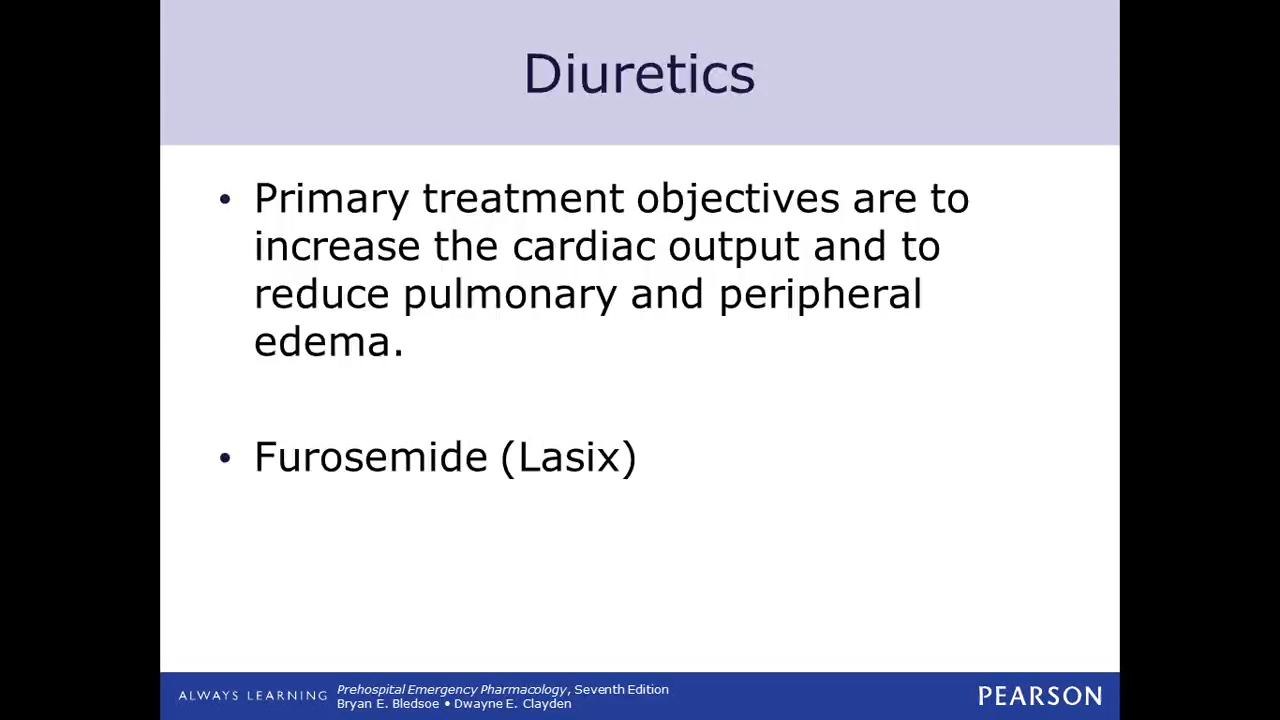 Diuretics
• Primary treatment objectives are to
increase the cardiac output and to
reduce pulmonary and peripheral
edema.
• Furosemide (Lasix)
ALWAYS LEARNING
Prehospital Emergency Pharmacology, Seventh Edition
Bryan E. Bledsoe • Dwayne E. Clayden
PEARSON